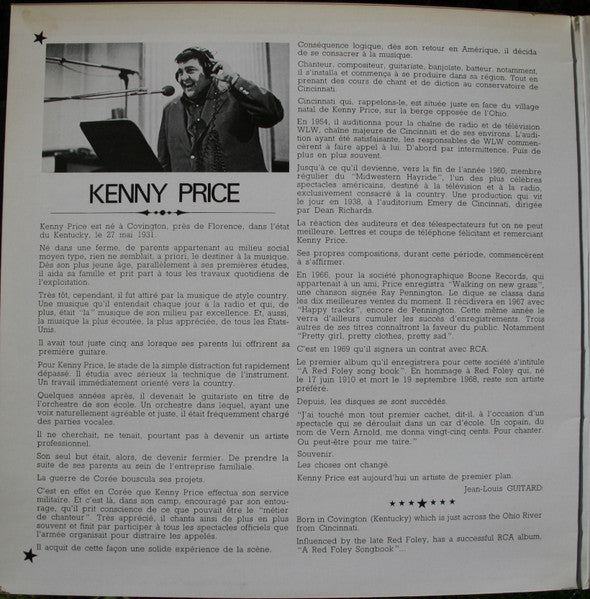 KENNY PRICE
Kenny Price est né à Covington, près de Florence, dans l'état
du Kentucky, le 27 mai 1931.
Né dans une ferme, de parents appartenant au milieu social
moyen type, rien ne semblait, a priori, le destiner à la musique.
Dès son plus jeune âge, parallèlement à ses premières études,
il aida sa famille et prit part à tous les travaux quotidiens de
l'exploitation.
Très tôt, cependant, il fut attiré par la musique de style country.
Une musique qu'il entendait chaque jour à la radio et qui, de
plus, était "la" musique de son milieu par excellence. Et, aussi,
la musique la plus écoutée, la plus appréciée, de tous les États-
Unis.
Il avait tout juste cinq ans lorsque ses parents lui offrirent sa
première guitare.
Pour Kenny Price, le stade de la simple distraction fut rapidement
dépassé. Il étudia avec sérieux la technique de l'instrument.
Un travail immédiatement orienté vers la country.
Quelques années après, il devenait le guitariste en titre de
l'orchestre de son école. Un orchestre dans lequel, ayant une
voix naturellement agréable et juste, il était fréquemment chargé
des parties vocales.
Il ne cherchait, ne tenait, pourtant pas à devenir un artiste
professionnel.
Son seul but était, alors, de devenir fermier. De prendre la
suite de ses parents au sein de l'entreprise familiale.
La guerre de Corée bouscula ses projets.
C'est en effet en Corée que Kenny Price effectua son service
militaire. Et c'est là, dans son camp, encouragé par son entou-
rage, qu'il prit conscience de ce que pouvait être le "métier
de chanteur". Très apprécié, il chanta ainsi de plus en plus
souvent et finit par participer à tous les spectacles officiels que
l'armée organisait pour distraire les appelés.
Il acquit de cette façon une solide expérience de la scène.
Conséquence logique, dès son retour en Amérique, il décida
de se consacrer à la musique.
Chanteur, compositeur, guitariste, banjoïste, batteur, notamment,
il s'installa et commença à se produire dans sa région. Tout en
prenant des cours de chant et de diction au conservatoire de
Cincinnati.
Cincinnati qui, rappelons-le, est située juste en face du village
natal de Kenny Price, sur la berge opposée de l'Ohio.
En 1954, il auditionna pour la chaîne de radio et de télévision
WLW, chaîne majeure de Cincinnati et de ses environs. L'audi-
tion ayant été satisfaisante, les responsables de WLW commen-
cèrent à faire appel à lui. D'abord par intermittence. Puis de
plus en plus souvent.
Jusqu'à ce qu'il devienne, vers la fin de l'année 1960, membre
régulier du "Midwestern Hayride", l'un des plus célèbres
spectacles américains, destiné à la télévision et à la radio,
exclusivement consacré à la country. Une production qui vit
le jour en 1938, à l'auditorium Emery de Cincinnati, dirigée
par Dean Richards.
La réaction des auditeurs et des télespectateurs fut on ne peut
meilleure. Lettres et coups de téléphone félicitant et remerciant
Kenny Price.
Ses propres compositions, durant cette période, commencèrent
à s'affirmer.
En 1966, pour la société phonographique Boone Records, qui
appartenait à un ami, Price enregistra "Walking on new grass",
une chanson signée Ray Pennington. Le dique se classa dans
les dix meilleures ventes du moment. Il récidivera en 1967 avec
"Happy tracks", encore de Pennington. Cette même année le
verra d'ailleurs cumuler les succès d'enregistrements. Trois
autres de ses titres connaîtront la faveur du public. Notamment
"Pretty girl, pretty clothes, pretty sad".
C'est en 1969 qu'il signera un contrat avec RCA.
Le premier album qu'il enregistrera pour cette société s'intitule
"A Red Foley song book". En hommage à Red Foley qui, né
le 17 juin 1910 et mort le 19 septembre 1968, reste son artiste
préféré.
Depuis, les disques se sont succédés.
"J'ai touché mon tout premier cachet, dit-il, à l'occasion d'un
spectacle qui se déroulait dans un car d'école. Un copain, du
nom de Vern Arnold, me donna vingt-cinq cents. Pour chanter.
Ou peut-être pour me taire."
Souvenir.
Les choses ont changé.
Kenny Price est aujourd'hui un artiste de premier plan.
Jean-Louis GUITARD
Born in Covington (Kentucky) which is just across the Ohio River
from Cincinnati.
Influenced by the late Red Foley, has a successful RCA album,
"A Red Foley Songbook"...